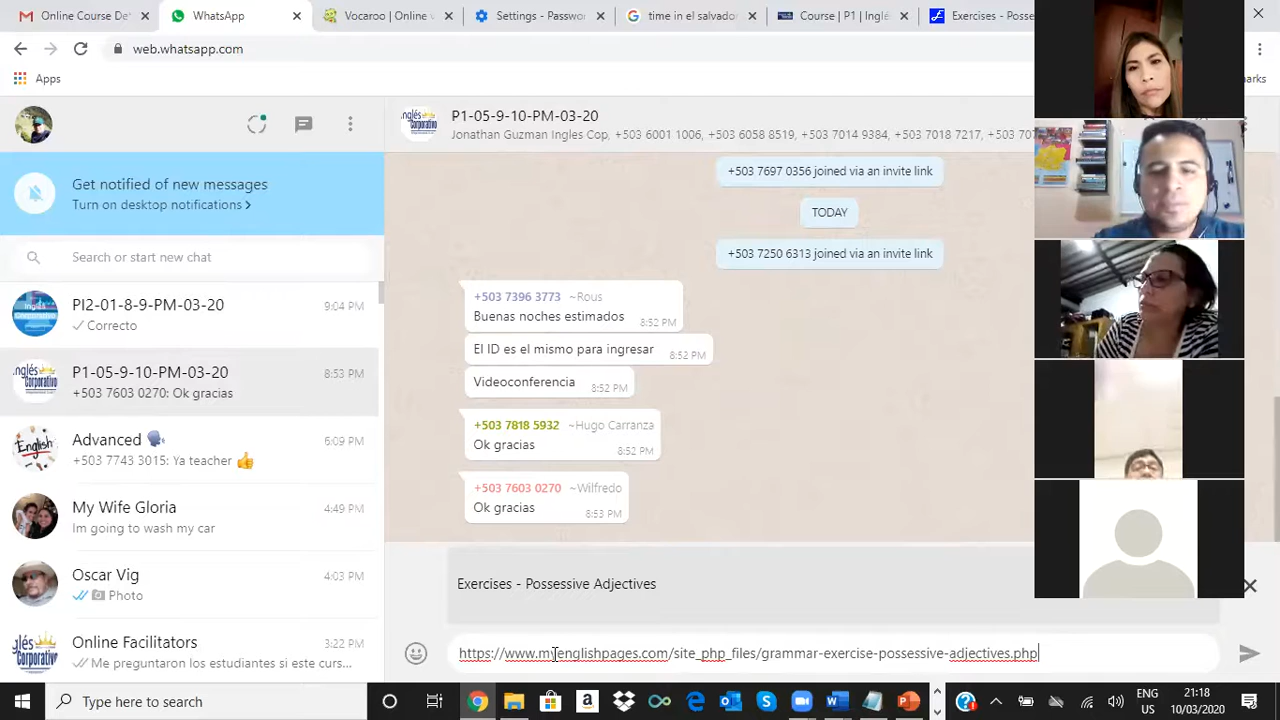 Gmail Online Course De
WhatsApp
Vocaroo | Online v
Settings - Passwor
time in el salvador
Course | P1 | Inglé
Exercises - Posse
web.whatsapp.com
Apps
P1-05-9-10-PM-03-20
Jonathan Guzman Ingles Cop, +503 6001 1006, +503 6058 8519, +503 7014 9384, +503 7018 7217,
Get notified of new messages
Turn on desktop notifications >
Search or start new chat
PI2-01-8-9-PM-03-20
9:04 PM
Correcto
P1-05-9-10-PM-03-20
8:53 PM
+503 7603 0270: Ok gracias
Advanced
6:09 PM
+503 7743 3015: Ya teacher
My Wife Gloria
4:49 PM
Im going to wash my car
Oscar Vig
4:03 PM
Photo
Online Facilitators
3:22 PM
Me preguntaron los estudiantes si este curs...
+503 7697 0356 joined via an invite link
TODAY
+503 7250 6313 joined via an invite link
+503 7396 3773 ~Rous
Buenas noches estimados
8:52 PM
El ID es el mismo para ingresar
8:52 PM
Videoconferencia
8:52 PM
+503 7818 5932 ~Hugo Carranza
Ok gracias
8:52 PM
+503 7603 0270 ~Wilfredo
Ok gracias
8:53 PM
Exercises - Possessive Adjectives
https://www.myenglishpages.com/site_php_files/grammar-exercise-possessive-adjectives.php
Type here to search
ENG
US
21:18
10/03/2020